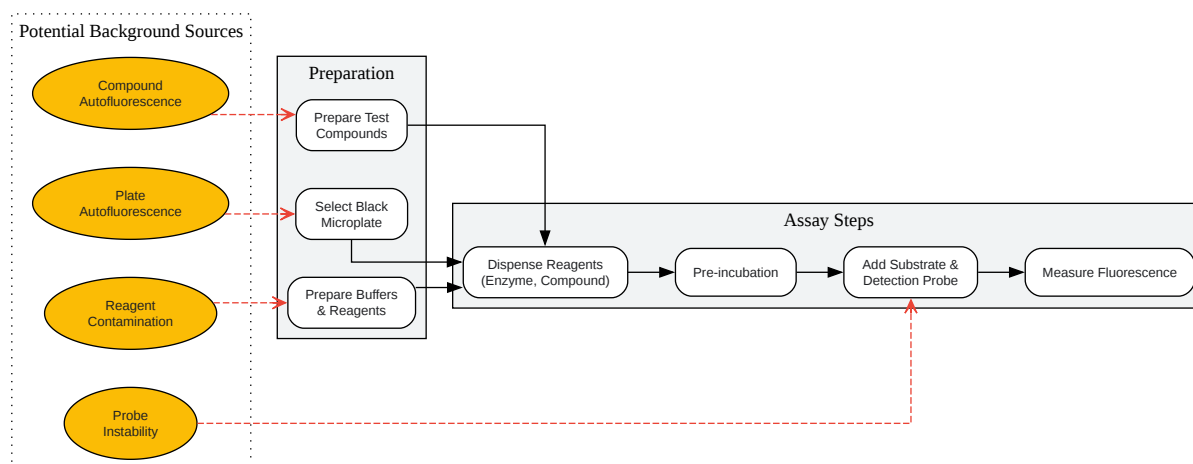 Potential Background Sources
Compound
Autofluorescence
Plate
Autofluorescence
Reagent
Contamination
Probe
Instability
Preparation
Prepare Test
Compounds
Select Black
Microplate
Prepare Buffers
& Reagents
Assay Steps
Dispense Reagents
(Enzyme, Compound)
Pre-incubation
Add Substrate &
Detection Probe
Measure Fluorescence